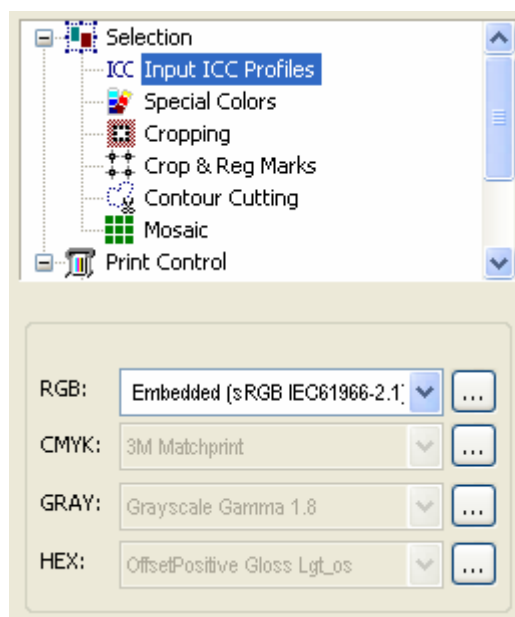 Selection
ICC Input ICC Profiles
Special Colors
Cropping
Crop & Reg Marks
Contour Cutting
Mosaic
Print Control
RGB: Embedded (sRGB IEC61966-2.1) ...
CMYK: 3M Matchprint ...
GRAY: Grayscale Gamma 1.8 ...
HEX: OffsetPositive Gloss Lgt_os ...